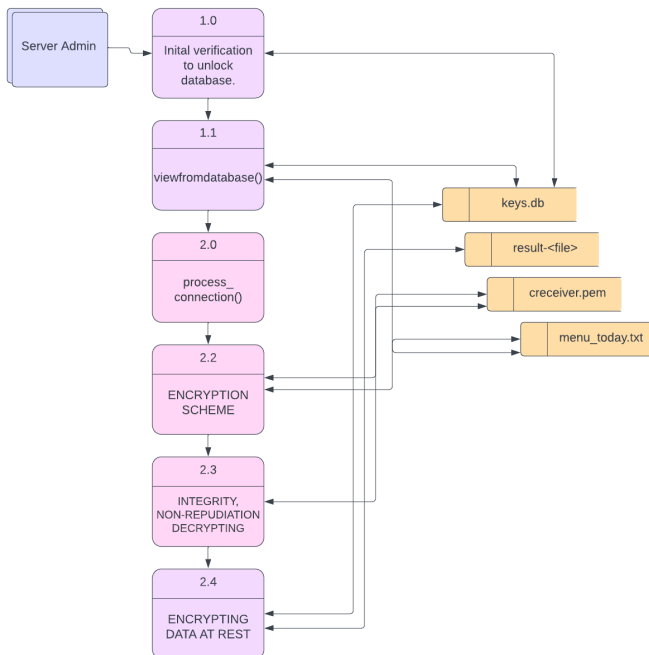 Server Admin
1.0
Inital verification
to unlock
database.
1.1
viewfromdatabase()
keys.db
2.0
process_
connection()
result-<file>
creceiver.pem
menu_today.txt
2.2
ENCRYPTION
SCHEME
2.3
INTEGRITY,
NON-REPUDIATION
DECRYPTING
2.4
ENCRYPTING
DATA AT REST